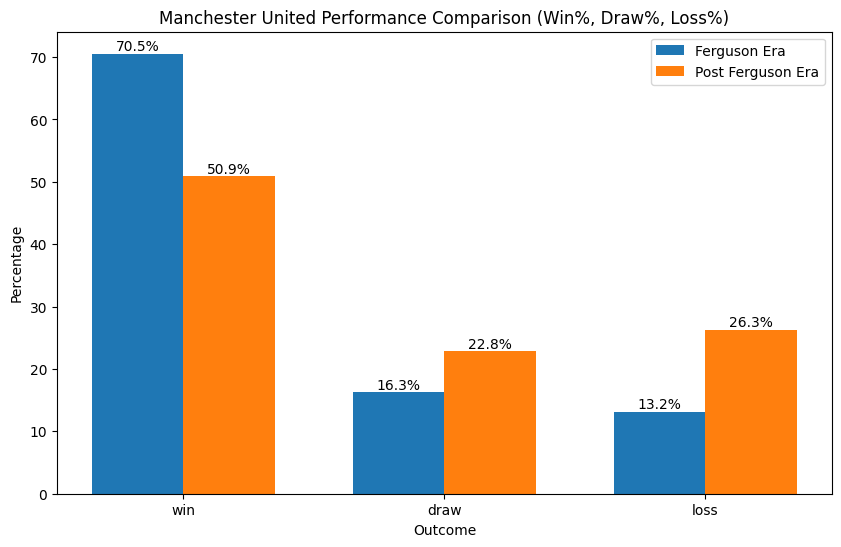 Manchester United Performance Comparison (Win%, Draw%, Loss%)
Ferguson Era
Post Ferguson Era
70.5%
50.9%
16.3%
22.8%
13.2%
26.3%
Percentage
70
60
50
40
30
20
10
0
win
draw
loss
Outcome